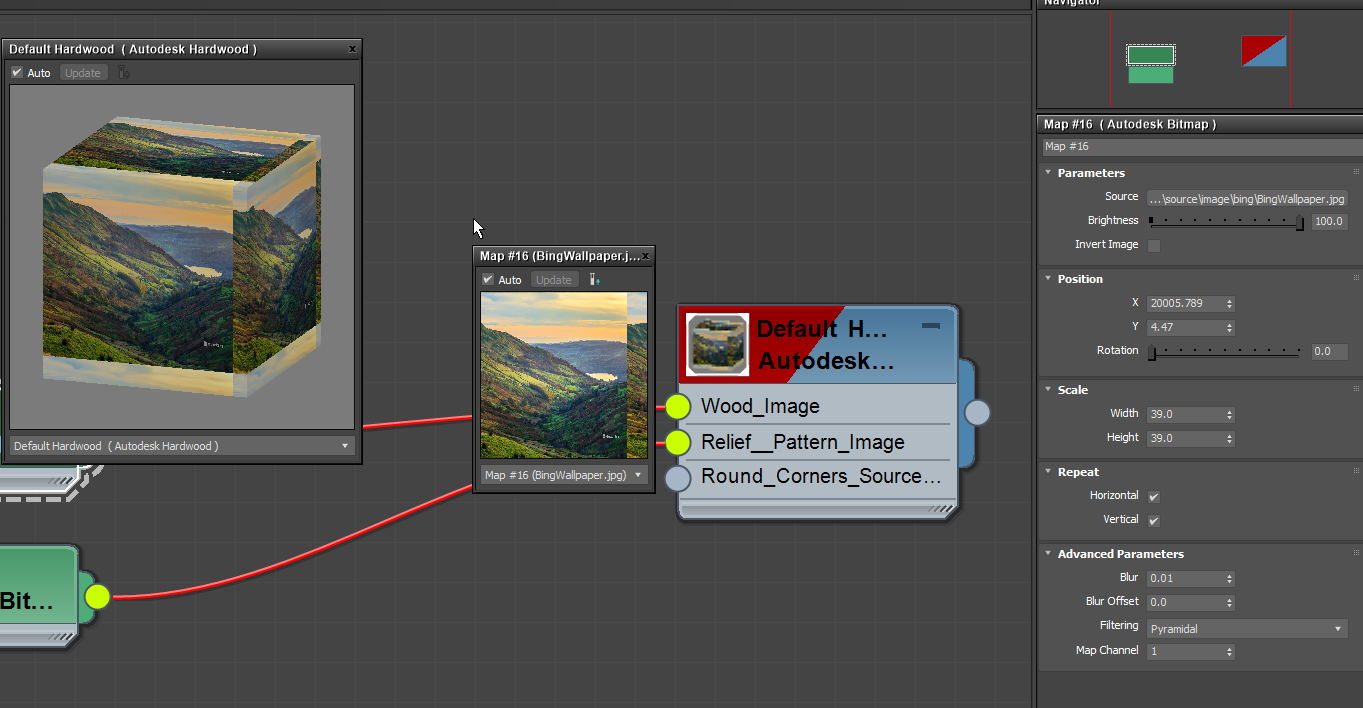 Navigator
Default Hardwood ( Autodesk Hardwood )
x
Auto
Update
Default Hardwood ( Autodesk Hardwood )
Map #16 (BingWallpaper.j...
x
Auto
Update
Map #16 (BingWallpaper.jpg)
Default H...
Autodesk...
Wood_Image
Relief__Pattern_Image
Round_Corners_Source...
Bit...
Map #16 ( Autodesk Bitmap )
Map #16
Parameters
Source ...\source\image\bing\BingWallpaper.jpg
Brightness 100.0
Invert Image
Position
X 20005.789
Y 4.47
Rotation 0.0
Scale
Width 39.0
Height 39.0
Repeat
Horizontal
Vertical
Advanced Parameters
Blur 0.01
Blur Offset 0.0
Filtering Pyramidal
Map Channel 1